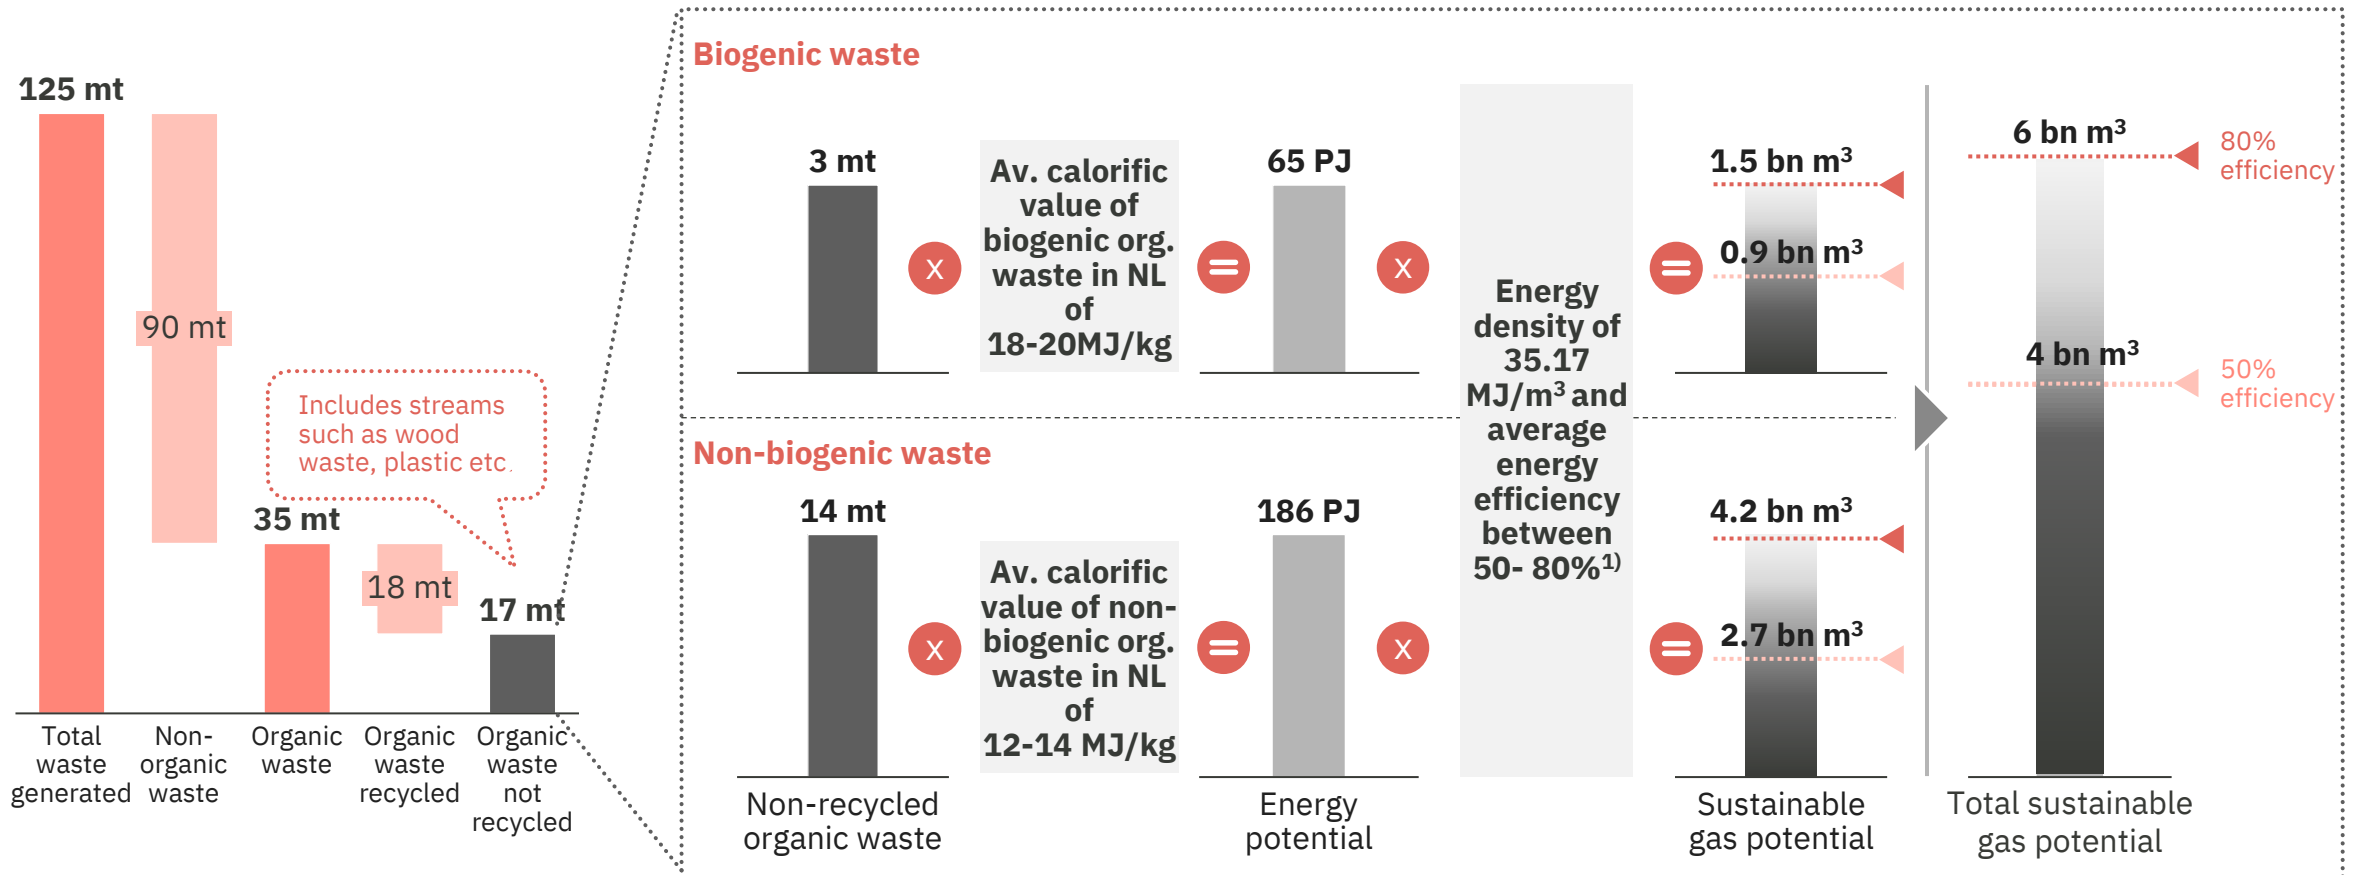 125 mt
90 mt
Includes streams
such as wood
waste, plastic etc.
35 mt
18 mt
17 mt
Total
waste
generated
Non-
organic
waste
Organic
waste
Organic
waste
recycled
Organic
waste
not
recycled
Biogenic waste
3 mt
x
Av. calorific
value of
biogenic org.
waste in NL
of
18-20MJ/kg
=
65 PJ
x
Energy
density of
35.17
MJ/m³ and
average
energy
efficiency
between
50- 80%¹⁾
=
1.5 bn m³
0.9 bn m³
Non-biogenic waste
14 mt
x
Av. calorific
value of non-
biogenic org.
waste in NL
of
12-14 MJ/kg
=
186 PJ
x
=
4.2 bn m³
2.7 bn m³
Non-recycled
organic waste
Energy
potential
Sustainable
gas potential
6 bn m³
80%
efficiency
4 bn m³
50%
efficiency
Total sustainable
gas potential